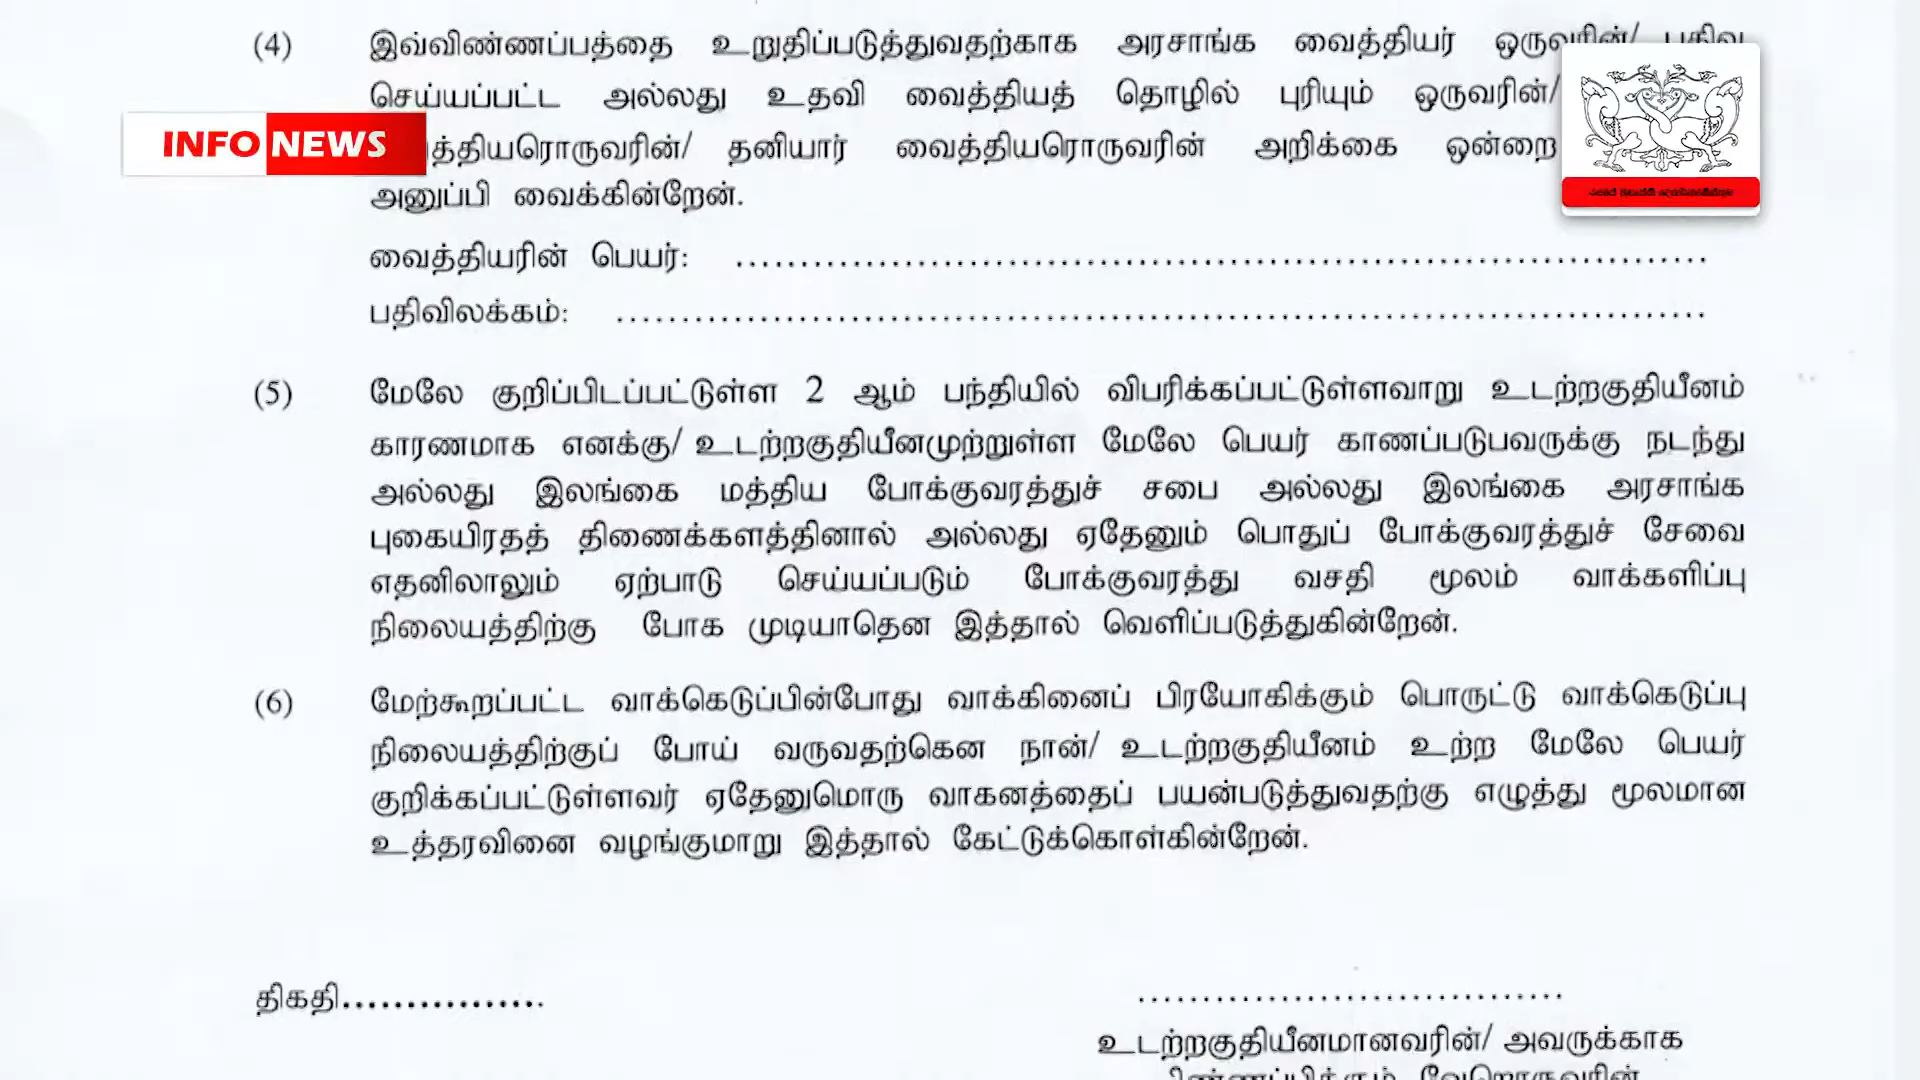 (4) இவ்விண்ணப்பத்தை உறுதிப்படுத்துவதற்காக அரசாங்க வைத்தியர் ஒருவரின்/ பதிவு
செய்யப்பட்ட அல்லது உதவி வைத்தியத் தொழில் புரியும் ஒருவரின்/
INFO NEWS
தனியார் வைத்தியரொருவரின் அறிக்கை ஒன்றை
அனுப்பி வைக்கின்றேன்.
வைத்தியரின் பெயர்: ................................................................
பதிவிலக்கம்: ................................................................
(5) மேலே குறிப்பிடப்பட்டுள்ள 2 ஆம் பந்தியில் விபரிக்கப்பட்டுள்ளவாறு உடற்றகுதியீனம்
காரணமாக எனக்கு/ உடற்றகுதியீனமுற்றுள்ள மேலே பெயர் காணப்படுபவருக்கு நடந்து
அல்லது இலங்கை மத்திய போக்குவரத்துச் சபை அல்லது இலங்கை அரசாங்க
புகையிரதத் திணைக்களத்தினால் அல்லது ஏதேனும் பொதுப் போக்குவரத்துச் சேவை
எதனிலாலும் ஏற்பாடு செய்யப்படும் போக்குவரத்து வசதி மூலம் வாக்களிப்பு
நிலையத்திற்கு போக முடியாதென இத்தால் வெளிப்படுத்துகின்றேன்.
(6) மேற்கூறப்பட்ட வாக்கெடுப்பின்போது வாக்கினைப் பிரயோகிக்கும் பொருட்டு வாக்கெடுப்பு
நிலையத்திற்குப் போய் வருவதற்கென நான்/ உடற்றகுதியீனம் உற்ற மேலே பெயர்
குறிக்கப்பட்டுள்ளவர் ஏதேனுமொரு வாகனத்தைப் பயன்படுத்துவதற்கு எழுத்து மூலமான
உத்தரவினை வழங்குமாறு இத்தால் கேட்டுக்கொள்கின்றேன்.
திகதி................. .................................
உடற்றகுதியீனமானவரின்/ அவருக்காக